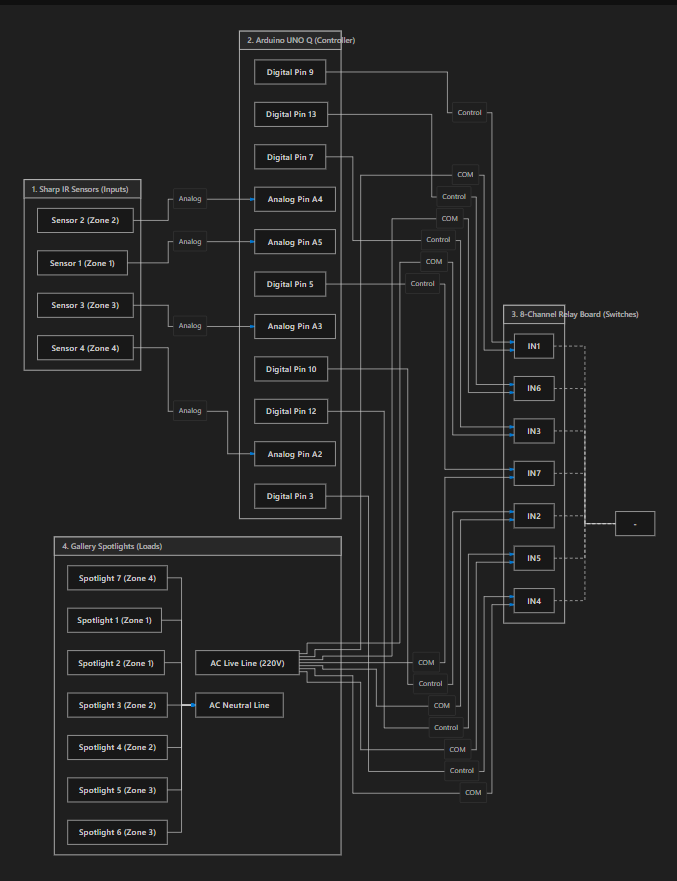 2. Arduino UNO Q (Controller)
Digital Pin 9
Digital Pin 13
Digital Pin 7
Analog Pin A4
Analog Pin A5
Digital Pin 5
Analog Pin A3
Digital Pin 10
Digital Pin 12
Analog Pin A2
Digital Pin 3
1. Sharp IR Sensors (Inputs)
Sensor 2 (Zone 2)
Sensor 1 (Zone 1)
Sensor 3 (Zone 3)
Sensor 4 (Zone 4)
Analog
Analog
Analog
Analog
Control
COM
Control
COM
Control
COM
Control
3. 8-Channel Relay Board (Switches)
IN1
IN6
IN3
IN7
IN2
IN5
IN4
-
4. Gallery Spotlights (Loads)
Spotlight 7 (Zone 4)
Spotlight 1 (Zone 1)
Spotlight 2 (Zone 1)
Spotlight 3 (Zone 2)
Spotlight 4 (Zone 2)
Spotlight 5 (Zone 3)
Spotlight 6 (Zone 3)
AC Live Line (220V)
AC Neutral Line
COM
Control
COM
Control
COM
Control
COM